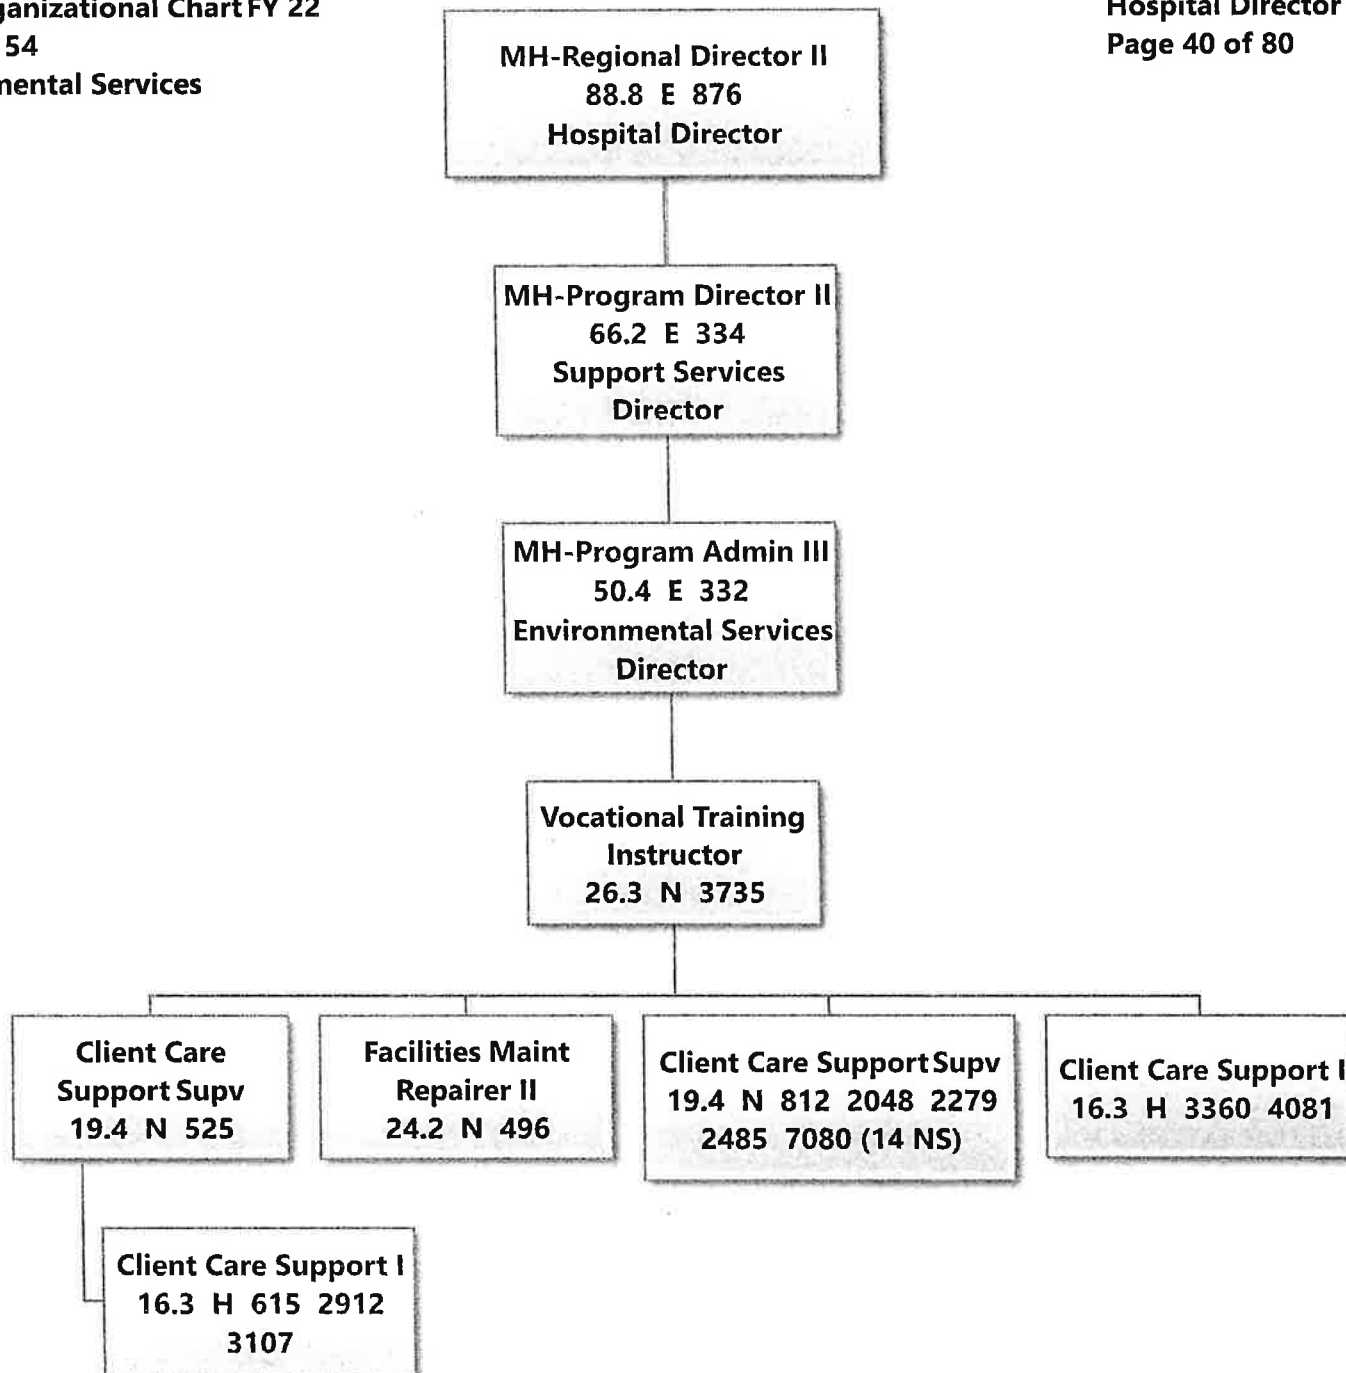 ganizational Chart FY 22
54
mental Services
Hospital Director
Page 40 of 80
MH-Regional Director II
88.8 E 876
Hospital Director
MH-Program Director II
66.2 E 334
Support Services
Director
MH-Program Admin III
50.4 E 332
Environmental Services
Director
Vocational Training
Instructor
26.3 N 3735
Client Care
Support Supv
19.4 N 525
Facilities Maint
Repairer II
24.2 N 496
Client Care Support Supv
19.4 N 812 2048 2279
2485 7080 (14 NS)
Client Care Support I
16.3 H 3360 4081
Client Care Support I
16.3 H 615 2912
3107